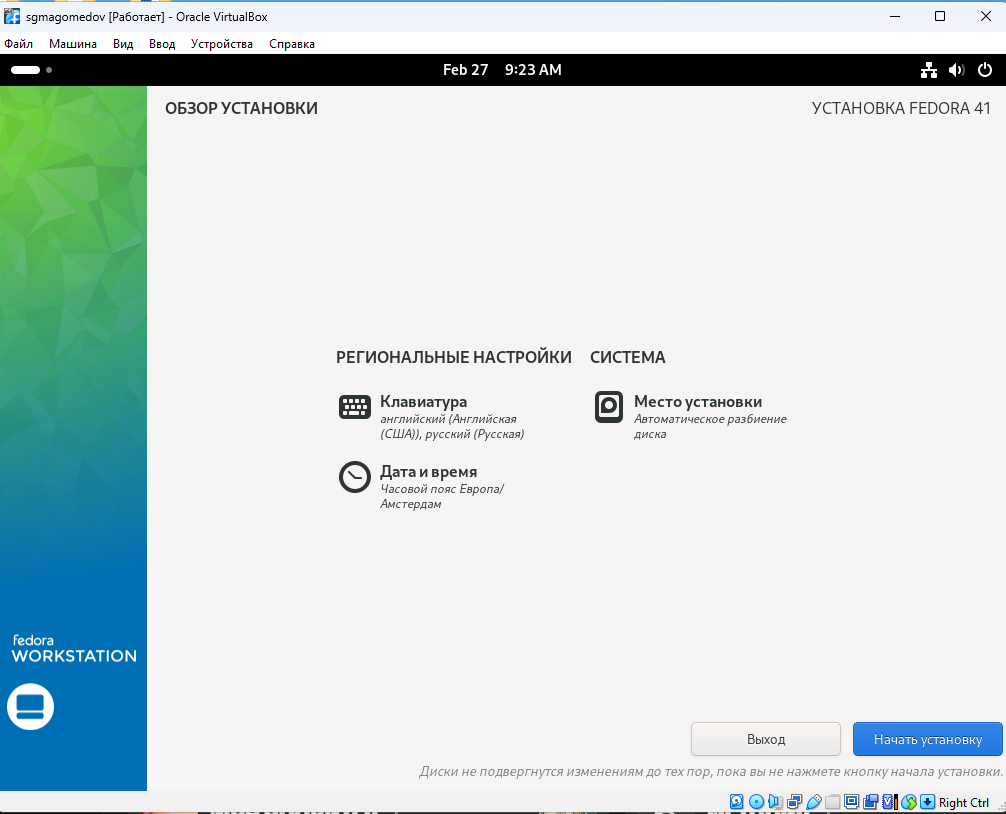 sgmagomedov [Работает] - Oracle VirtualBox
Файл Машина Вид Ввод Устройства Справка
Feb 27 9:23 AM
ОБЗОР УСТАНОВКИ
УСТАНОВКА FEDORA 41
РЕГИОНАЛЬНЫЕ НАСТРОЙКИ
Клавиатура
английский (Английская
(США)), русский (Русская)
Дата и время
Часовой пояс Европа/
Амстердам
СИСТЕМА
Место установки
Автоматическое разбиение
диска
fedora
WORKSTATION
Выход
Начать установку
Диски не подвергнутся изменениям до тех пор, пока вы не нажмете кнопку начала установки.
Right Ctrl